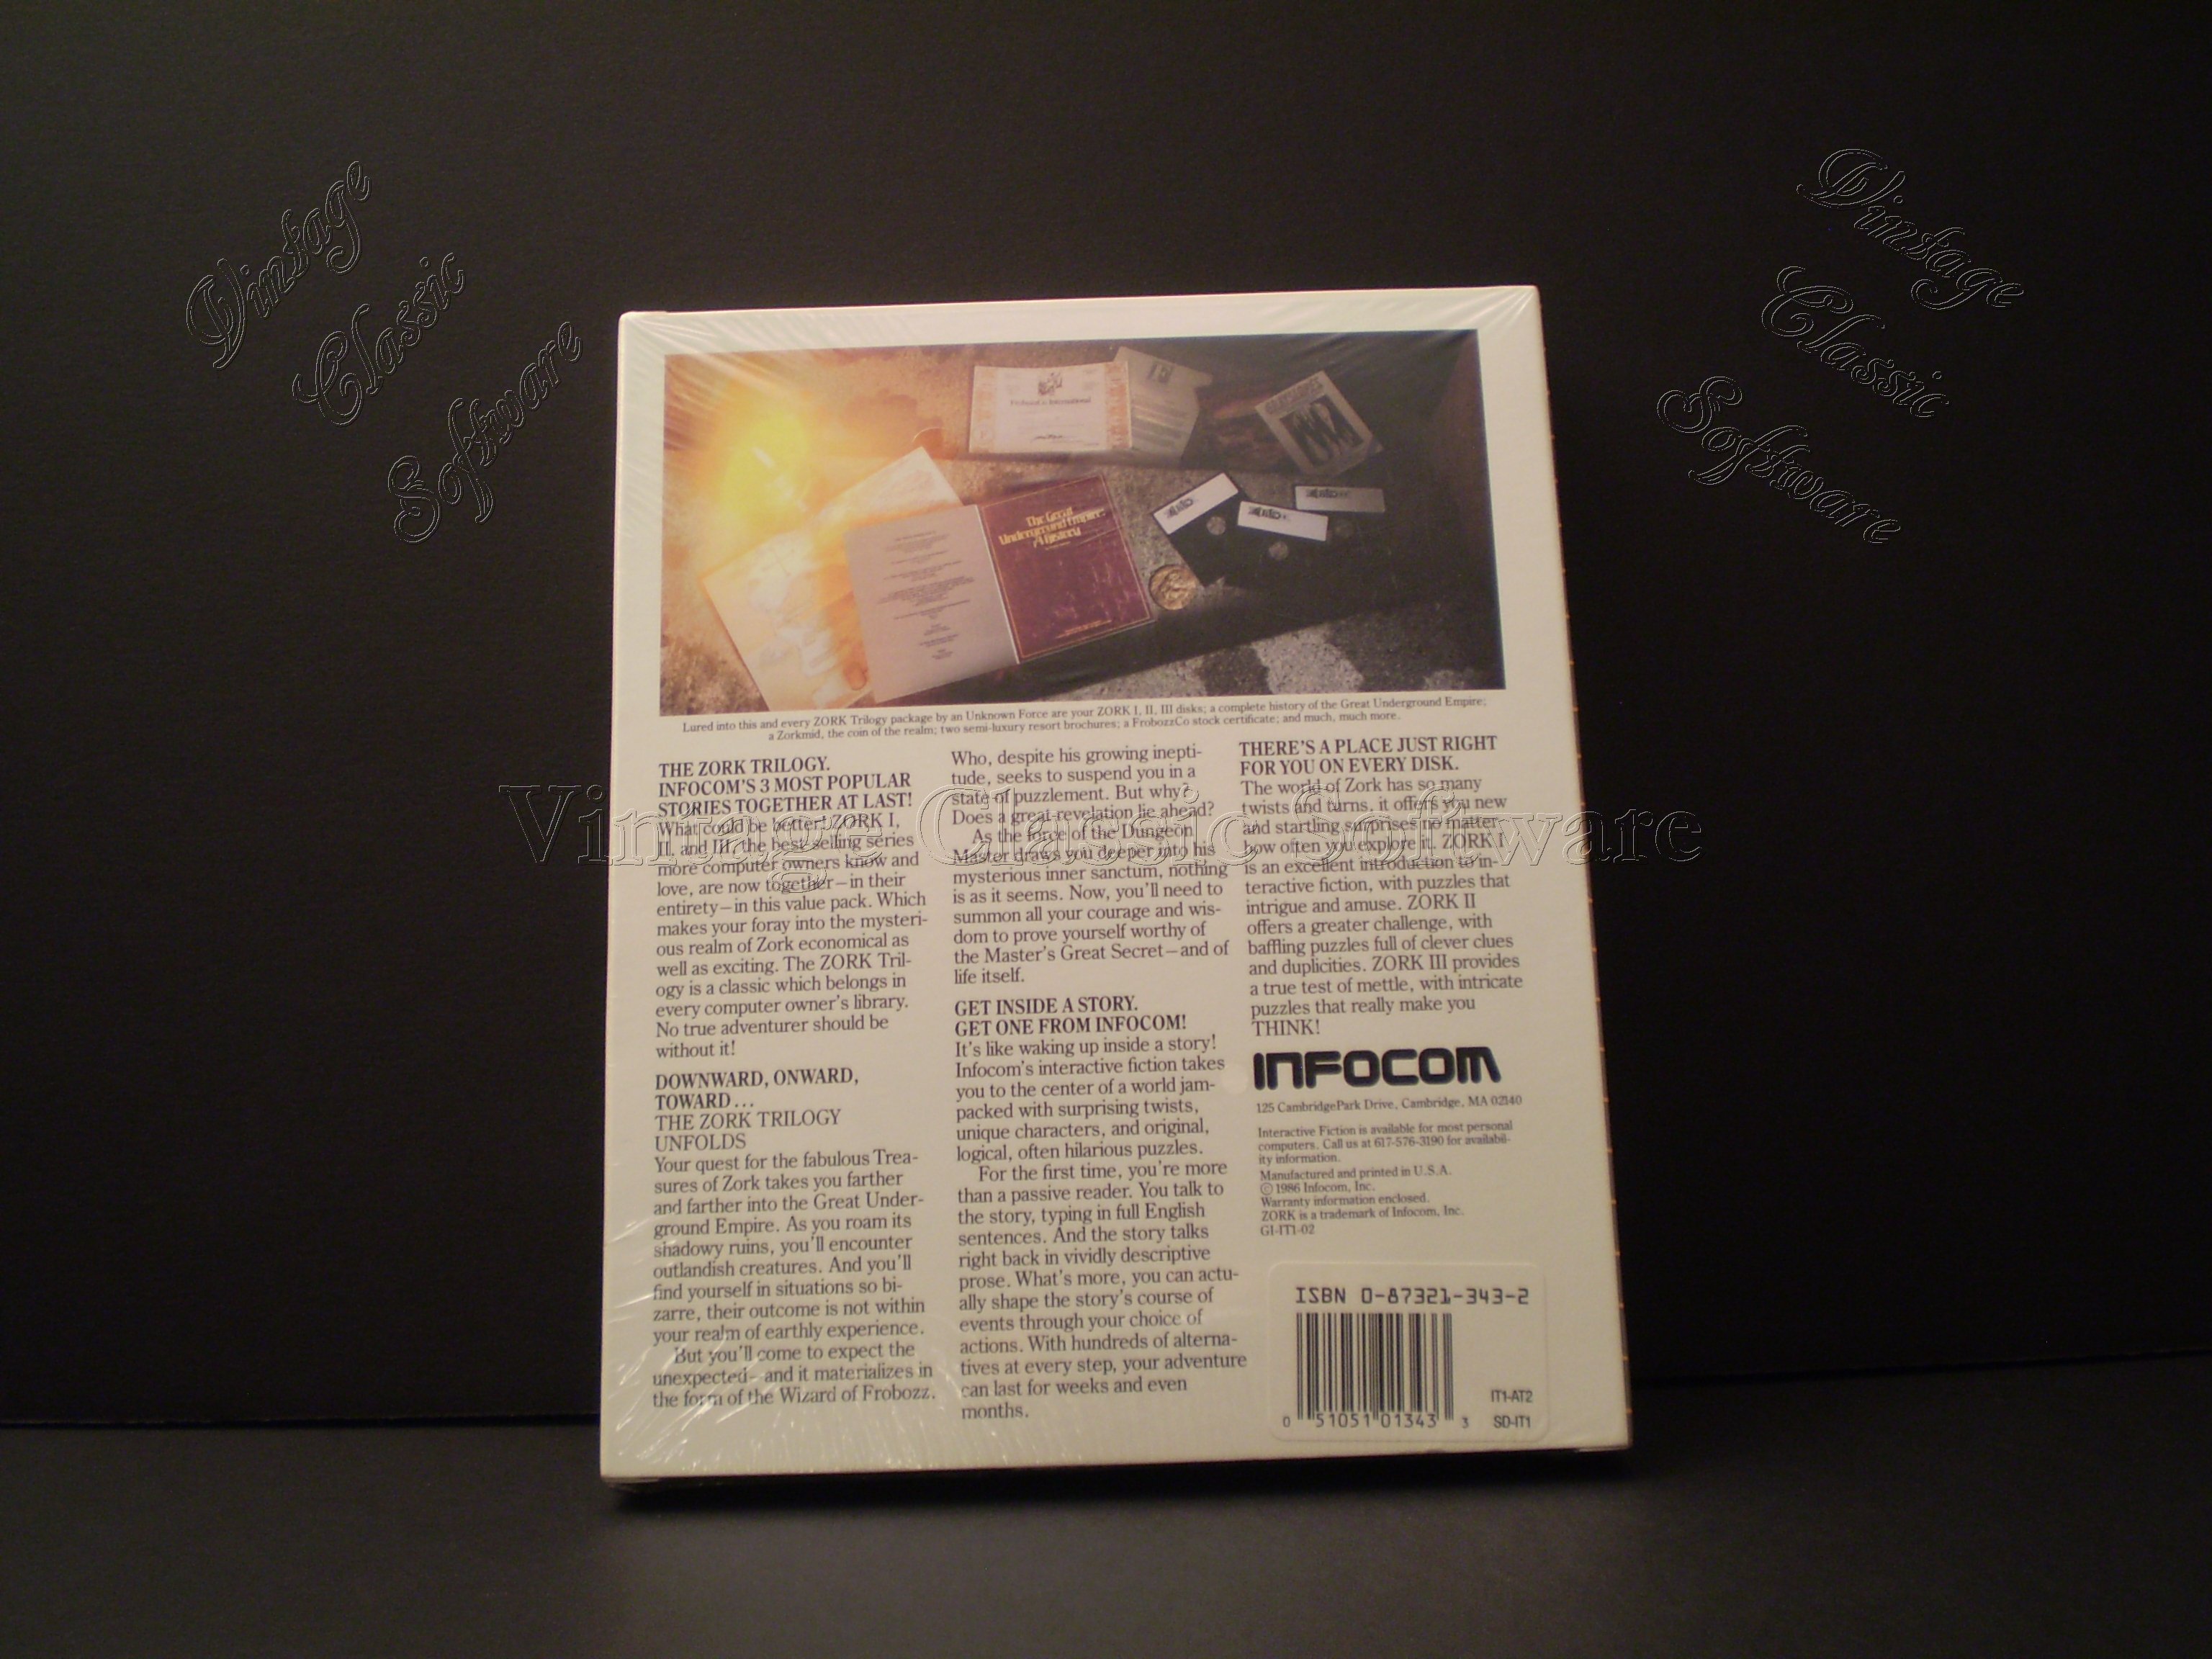 Vintage
Classic
Software
Vintage
Classic
Software
FrobozzCo International
The Great
Underground Empire:
A History
Lured into this and every ZORK Trilogy package by an Unknown Force are your ZORK I, II, III disks; a complete history of the Great Underground Empire;
a Zorkmid, the coin of the realm; two semi-luxury resort brochures; a FrobozzCo stock certificate; and much, much more.
THE ZORK TRILOGY.
INFOCOM'S 3 MOST POPULAR
STORIES TOGETHER AT LAST!
What could be better! ZORK I,
II, and III, the best-selling series
more computer owners know and
love, are now together—in their
entirety—in this value pack. Which
makes your foray into the mysteri-
ous realm of Zork economical as
well as exciting. The ZORK Tril-
ogy is a classic which belongs in
every computer owner's library.
No true adventurer should be
without it!
DOWNWARD, ONWARD,
TOWARD...
THE ZORK TRILOGY
UNFOLDS
Your quest for the fabulous Trea-
sures of Zork takes you farther
and farther into the Great Under-
ground Empire. As you roam its
shadowy ruins, you'll encounter
outlandish creatures. And you'll
find yourself in situations so bi-
zarre, their outcome is not within
your realm of earthly experience.
But you'll come to expect the
unexpected—and it materializes in
the form of the Wizard of Frobozz.
Who, despite his growing inepti-
tude, seeks to suspend you in a
state of puzzlement. But why?
Does a great revelation lie ahead?
As the force of the Dungeon
Master draws you deeper into his
mysterious inner sanctum, nothing
is as it seems. Now, you'll need to
summon all your courage and wis-
dom to prove yourself worthy of
the Master's Great Secret—and of
life itself.
GET INSIDE A STORY.
GET ONE FROM INFOCOM!
It's like waking up inside a story!
Infocom's interactive fiction takes
you to the center of a world jam-
packed with surprising twists,
unique characters, and original,
logical, often hilarious puzzles.
For the first time, you're more
than a passive reader. You talk to
the story, typing in full English
sentences. And the story talks
right back in vividly descriptive
prose. What's more, you can actu-
ally shape the story's course of
events through your choice of
actions. With hundreds of alterna-
tives at every step, your adventure
can last for weeks and even
months.
THERE'S A PLACE JUST RIGHT
FOR YOU ON EVERY DISK.
The world of Zork has so many
twists and turns, it offers you new
and startling surprises no matter
how often you explore it. ZORK I
is an excellent introduction to in-
teractive fiction, with puzzles that
intrigue and amuse. ZORK II
offers a greater challenge, with
baffling puzzles full of clever clues
and duplicities. ZORK III provides
a true test of mettle, with intricate
puzzles that really make you
THINK!
INFOCOM
125 CambridgePark Drive, Cambridge, MA 02140
Interactive Fiction is available for most personal
computers. Call us at 617-576-3190 for availabil-
ity information.
Manufactured and printed in U.S.A.
© 1986 Infocom, Inc.
Warranty information enclosed.
ZORK is a trademark of Infocom, Inc.
GI-IT1-02
ISBN 0-87321-343-2
0 51051 01343 3
IT1-AT2
SD-IT1
Vintage Classic Software